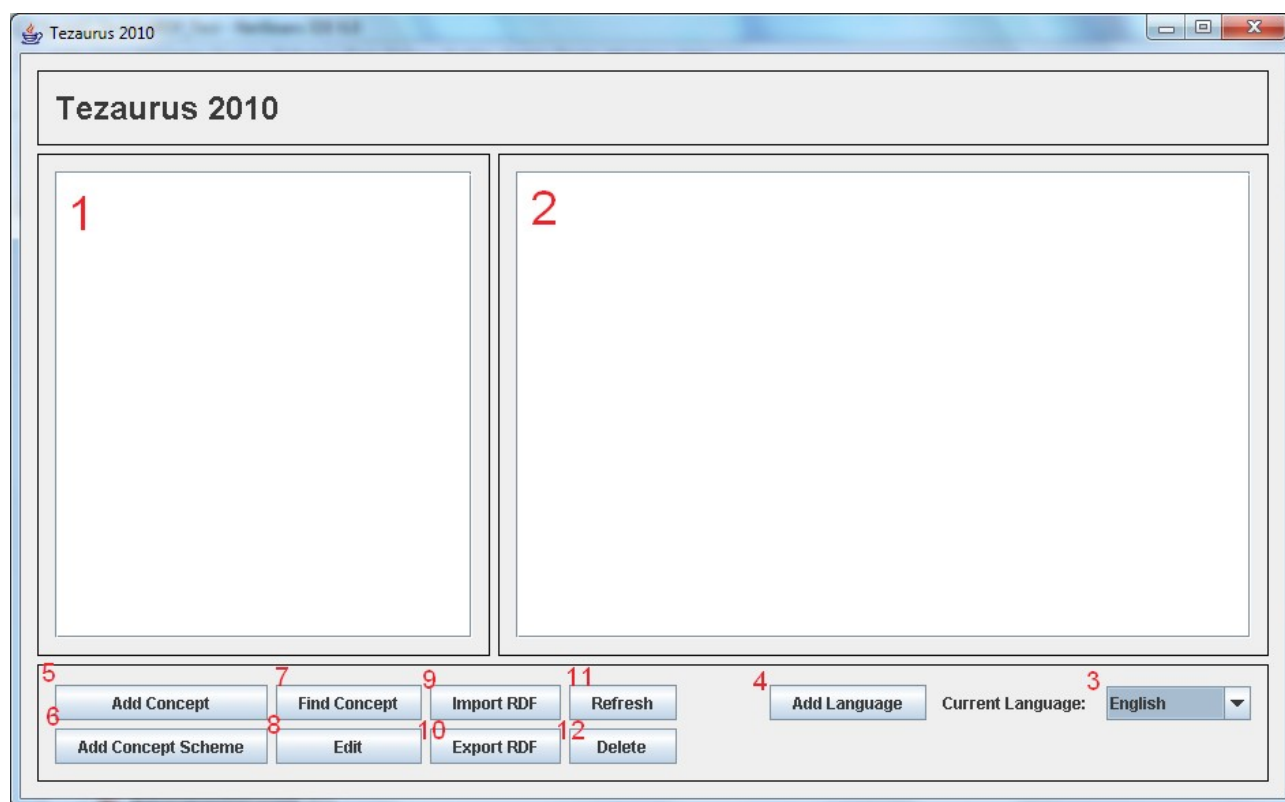 Tezaurus 2010
Tezaurus 2010
1
2
5 7 9 11 4 3
Add Concept Find Concept Import RDF Refresh Add Language Current Language: English
6 8 10 12
Add Concept Scheme Edit Export RDF Delete